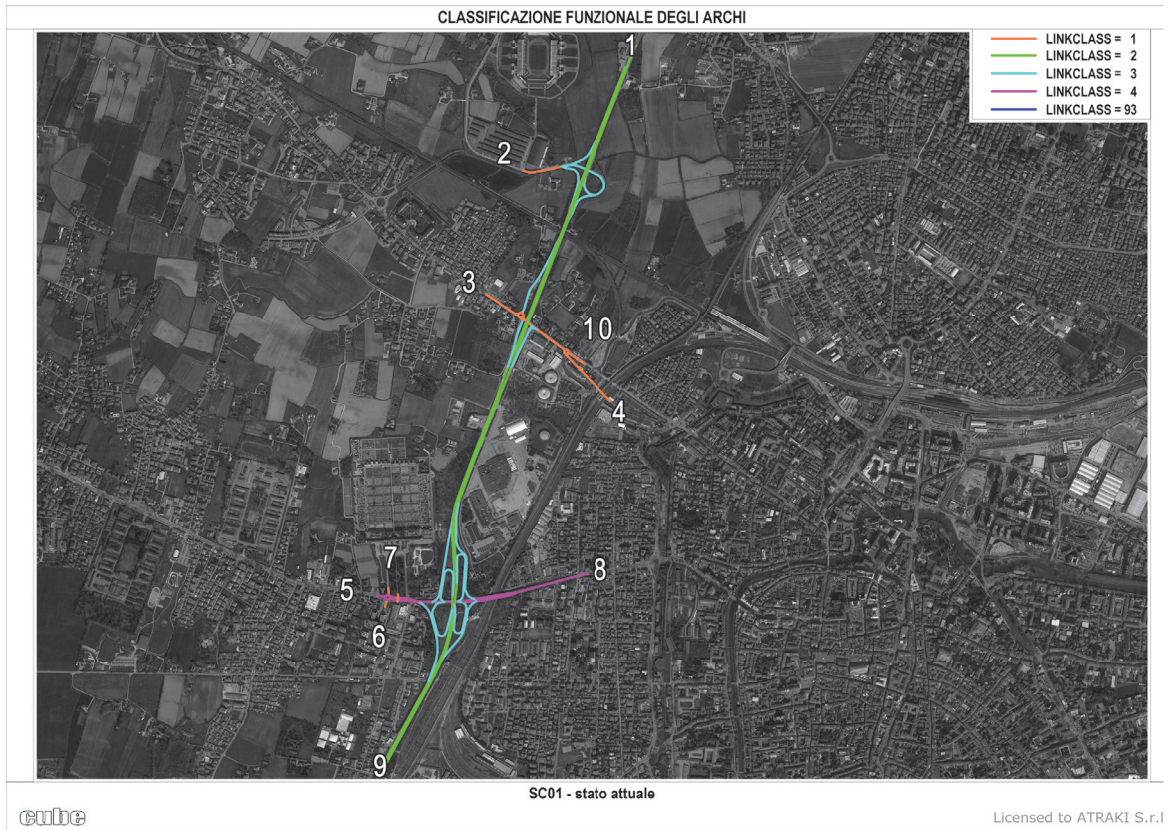 CLASSIFICAZIONE FUNZIONALE DEGLI ARCHI
LINKCLASS = 1
LINKCLASS = 2
LINKCLASS = 3
LINKCLASS = 4
LINKCLASS = 93
1
2
3
10
4
7
5
8
6
9
SC01 - stato attuale
cube
Licensed to ATRAKI S.r.l